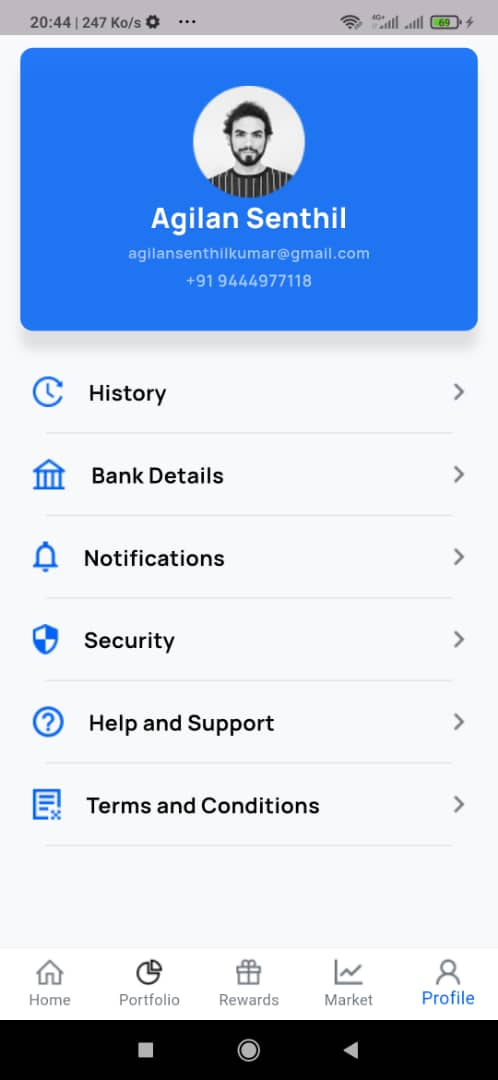 20:44 | 247 Ko/s
4G+
69
Agilan Senthil
agilansenthilkumar@gmail.com
+91 9444977118
History
Bank Details
Notifications
Security
Help and Support
Terms and Conditions
Home
Portfolio
Rewards
Market
Profile